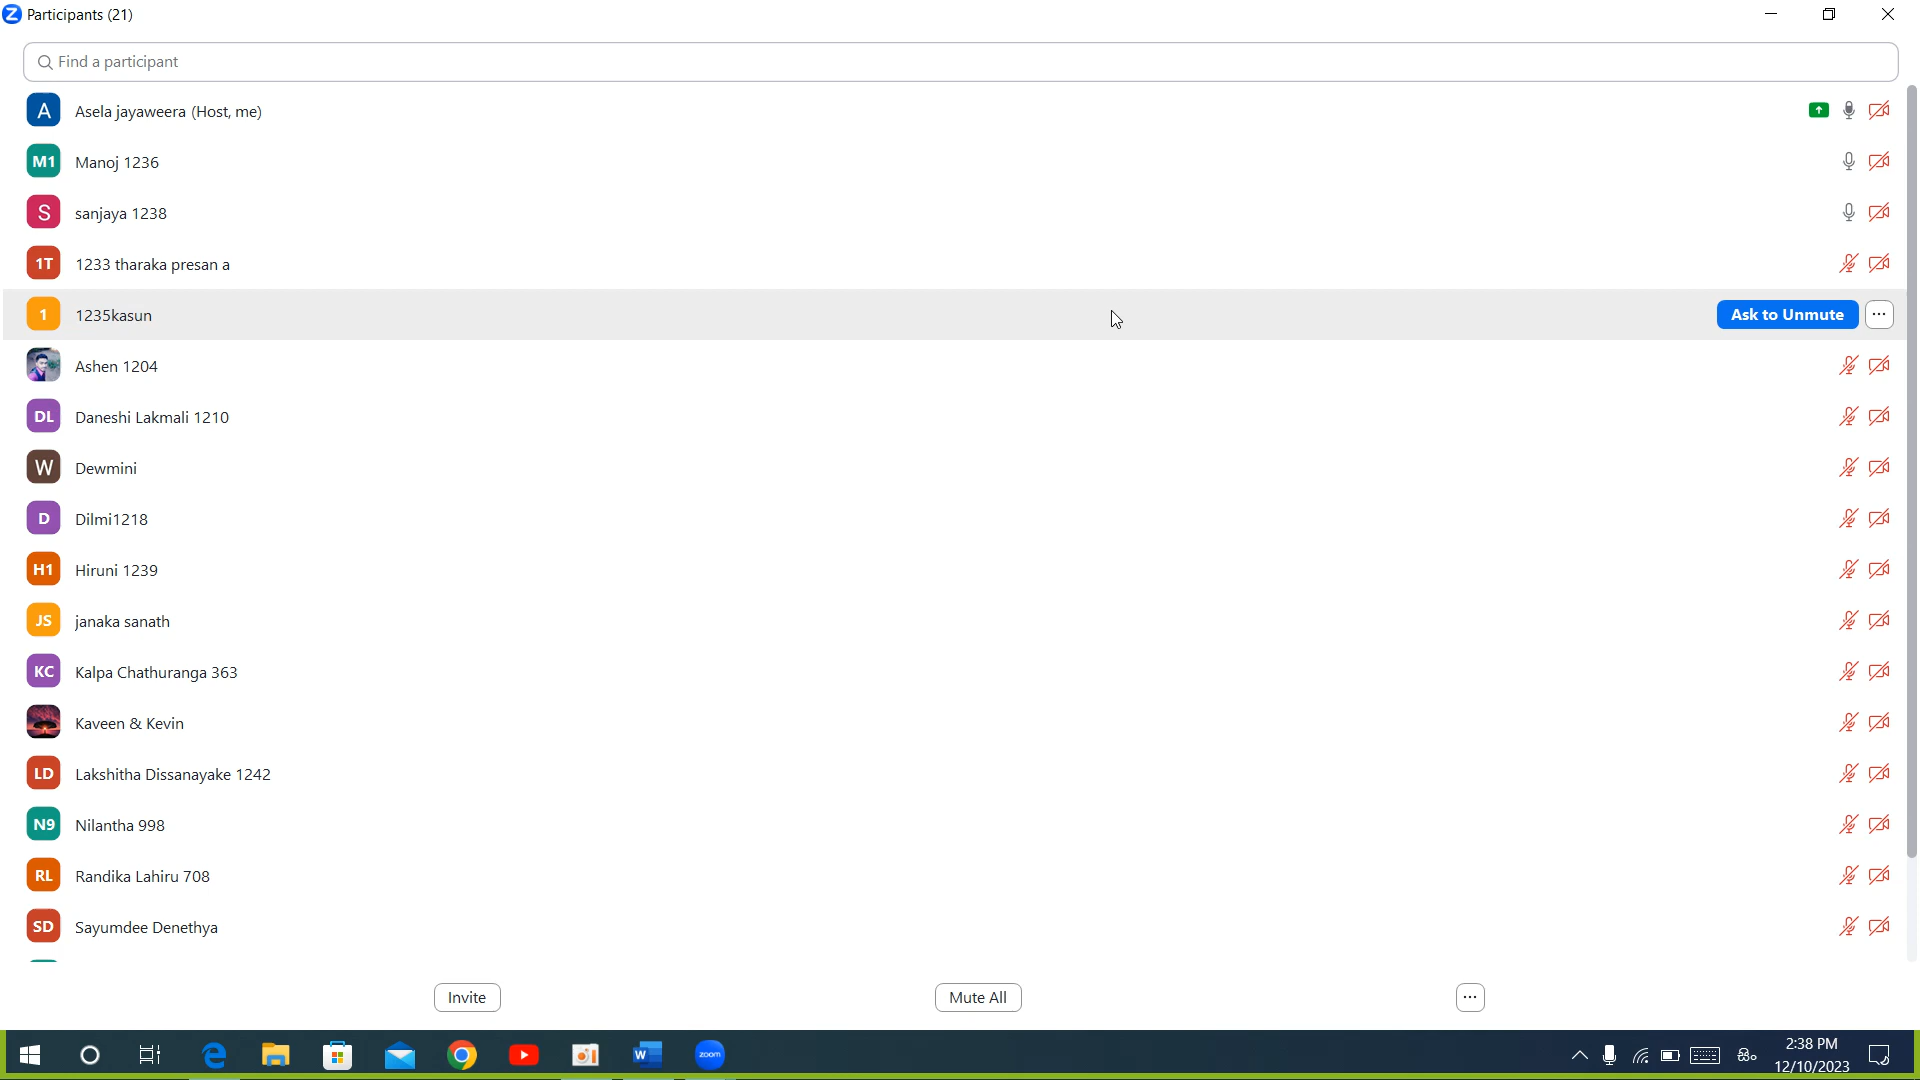 Participants (21)
Find a participant
A Asela jayaweera (Host, me)
M1 Manoj 1236
S sanjaya 1238
1T 1233 tharaka presan a
1 1235kasun Ask to Unmute ...
Ashen 1204
DL Daneshi Lakmali 1210
W Dewmini
D Dilmi1218
H1 Hiruni 1239
JS janaka sanath
KC Kalpa Chathuranga 363
Kaveen & Kevin
LD Lakshitha Dissanayake 1242
N9 Nilantha 998
RL Randika Lahiru 708
SD Sayumdee Denethya
Invite Mute All ...
zoom
2:38 PM
12/10/2023